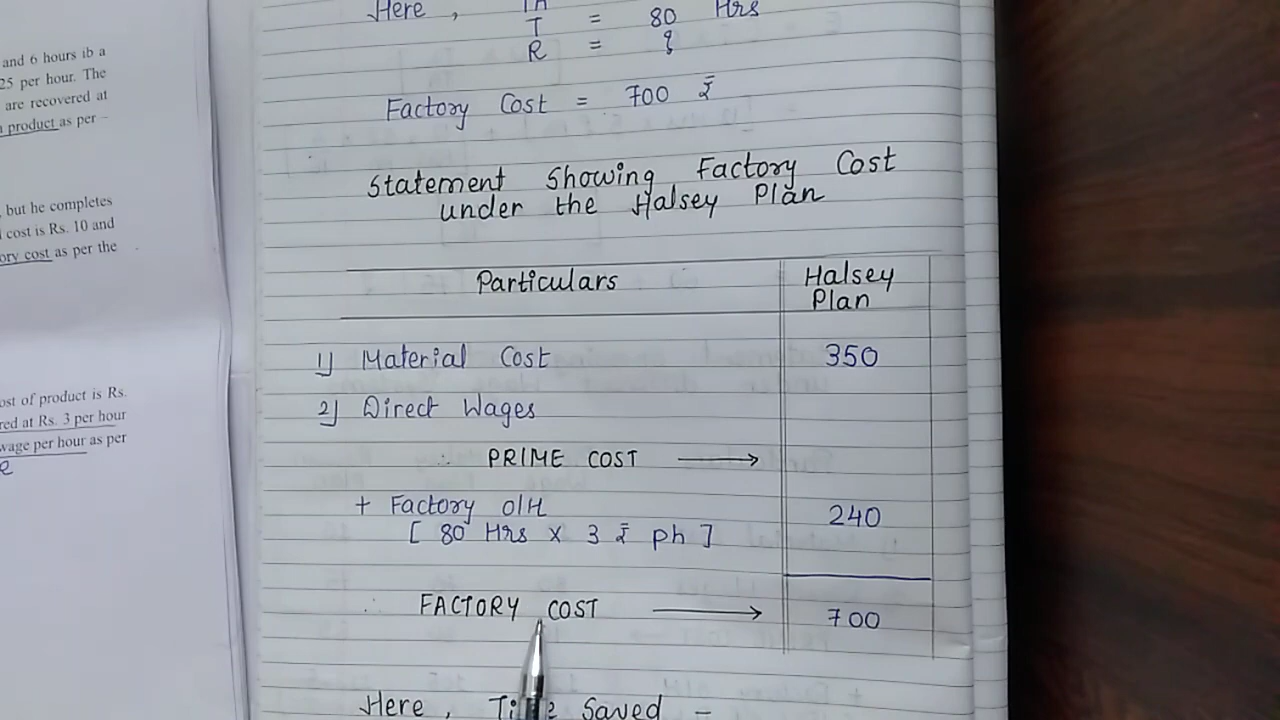 and 6 hours ib a
25 per hour. The
are recovered at
product as per –
, but he completes
cost is Rs. 10 and
ory cost as per the
ost of product is Rs.
red at Rs. 3 per hour
wage per hour as per
Here ,
T = 80 Hrs
R = ?
Factory Cost = 700 ₹
Statement Showing Factory Cost
under the Halsey Plan
Particulars Halsey
Plan
1) Material Cost 350
2) Direct Wages
∴ PRIME COST →
+ Factory O/H 240
[ 80 Hrs x 3 ₹ ph ]
∴ FACTORY COST → 700
Here , Saved –